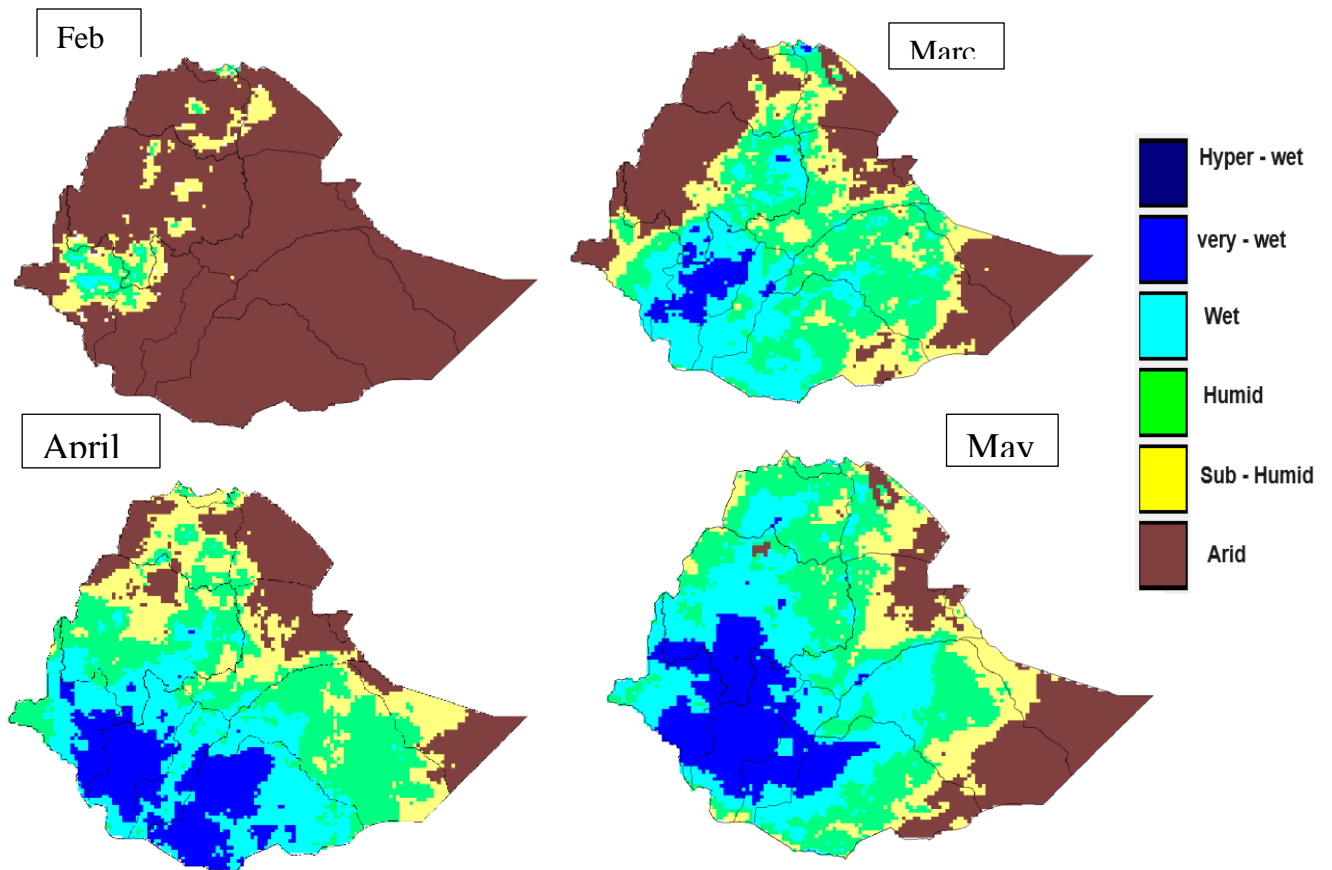 Feb
Marc
April
May
Hyper - wet
very - wet
Wet
Humid
Sub - Humid
Arid